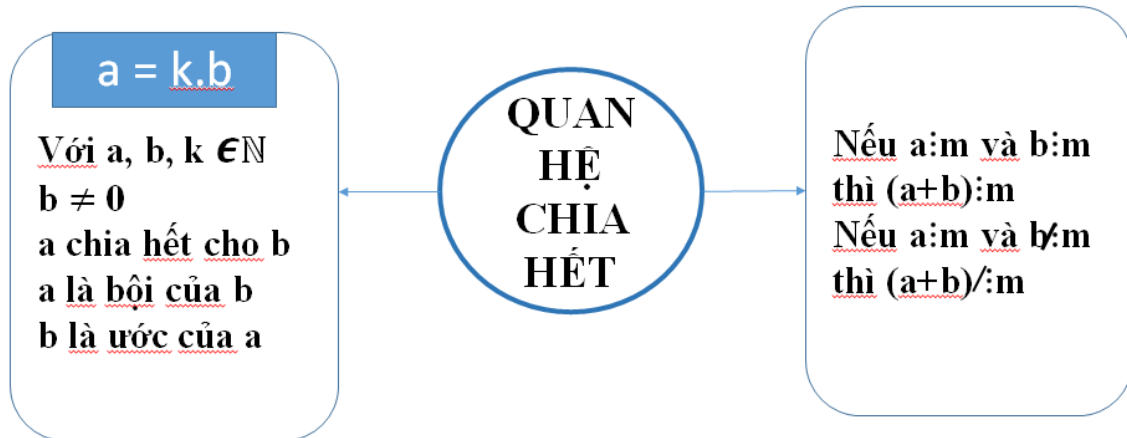 a = k.b
Với a, b, k ϵℕ
b ≠ 0
a chia hết cho b
a là bội của b
b là ước của a
QUAN
HỆ
CHIA
HẾT
Nếu a⋮m và b⋮m
thì (a+b)⋮m
Nếu a⋮m và b⋮̸m
thì (a+b)/⋮m